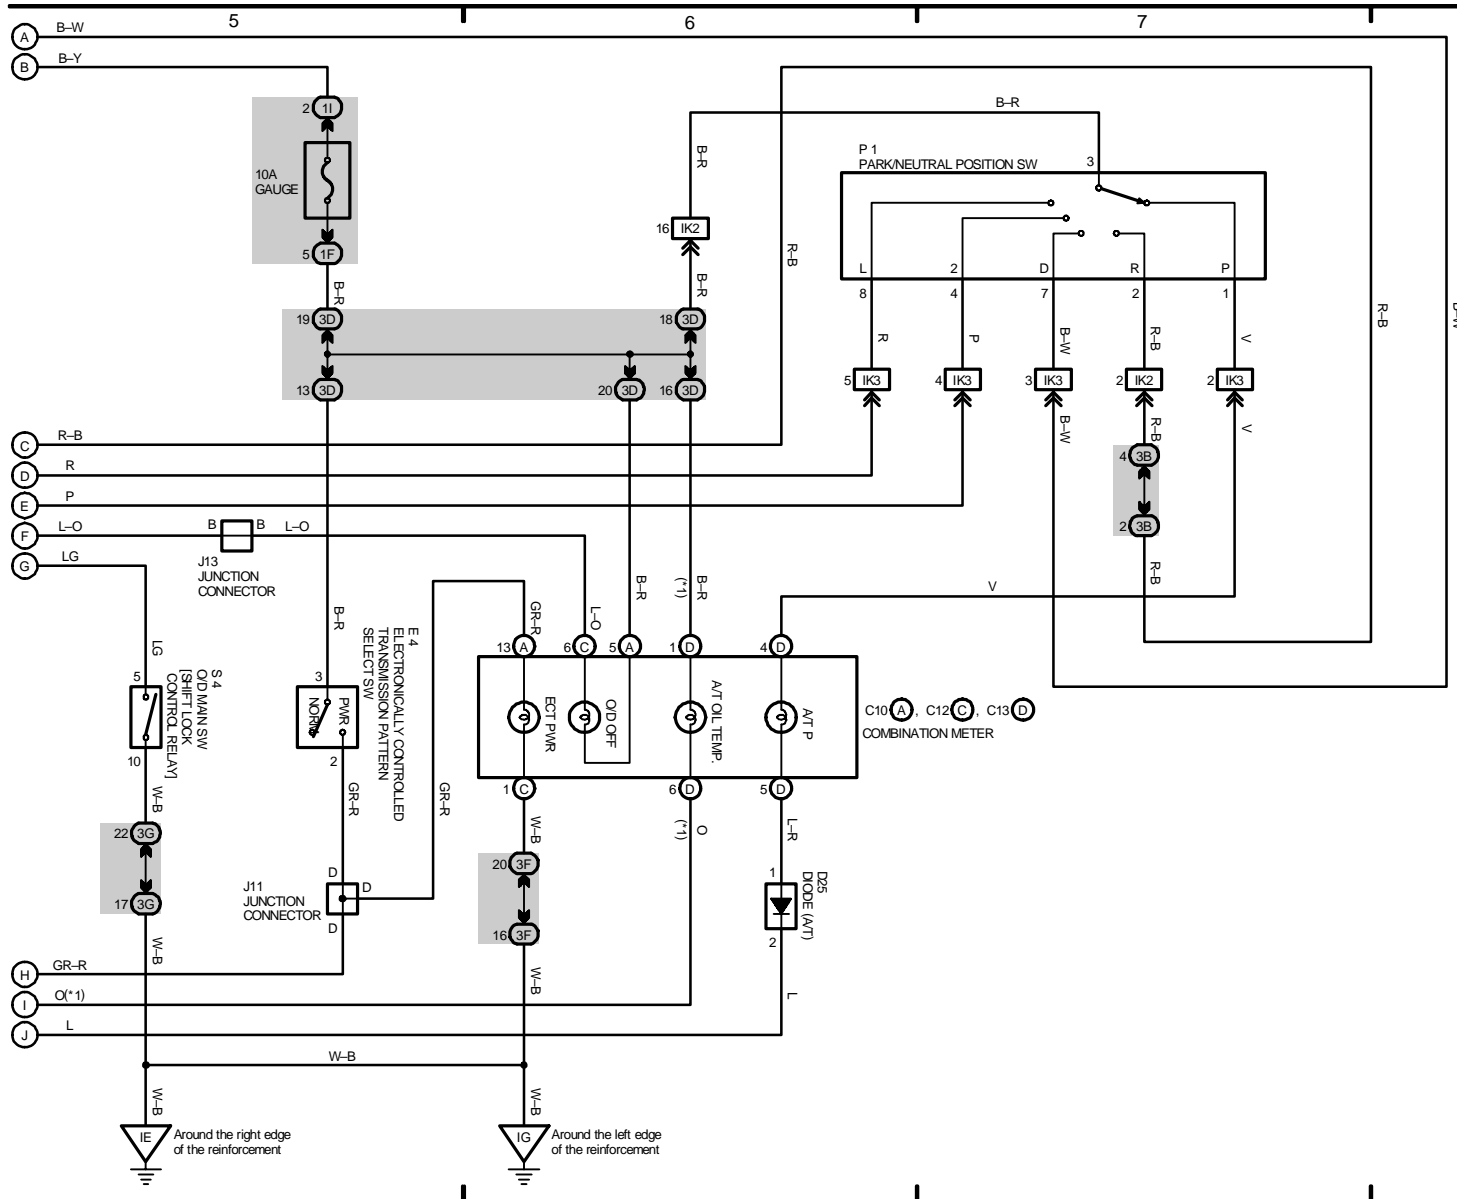 5
6
7
A
B–W
B
B–Y
2
1I
10A
GAUGE
5
1F
B–R
19
3D
18
3D
13
3D
20
3D
16
3D
B–R
B–R
16
IK2
B–R
R–B
P 1
PARK/NEUTRAL POSITION SW
3
L
2
D
R
P
8
4
7
2
1
R
P
B–W
R–B
V
R–B
5
IK3
4
IK3
3
IK3
2
IK2
2
IK3
B–W
R–B
V
4
3B
2
3B
R–B
C
R–B
D
R
E
P
F
L–O
B
B
L–O
G
LG
J13
JUNCTION
CONNECTOR
V
LG
B–R
GR–R
L–O
B–R
(*1)
B–R
5
S 4
O/D MAIN SW
[SHIFT LOCK
CONTROL RELAY]
10
3
PWR
NORM
2
E 4
ELECTRONICALLY CONTROLLED
TRANSMISSION PATTERN
SELECT SW
13
A
6
C
5
A
1
D
4
D
ECT PWR
O/D OFF
A/T OIL TEMP.
A/T P
C10
A
, C12
C
, C13
D
COMBINATION METER
1
C
6
D
5
D
W–B
GR–R
GR–R
W–B
(*1)
O
L–R
22
3G
17
3G
W–B
J11
JUNCTION
CONNECTOR
D
D
D
20
3F
16
3F
W–B
1
D25
DIODE (A/T)
2
L
H
GR–R
I
O(*1)
J
L
W–B
W–B
W–B
IE
Around the right edge
of the reinforcement
IG
Around the left edge
of the reinforcement